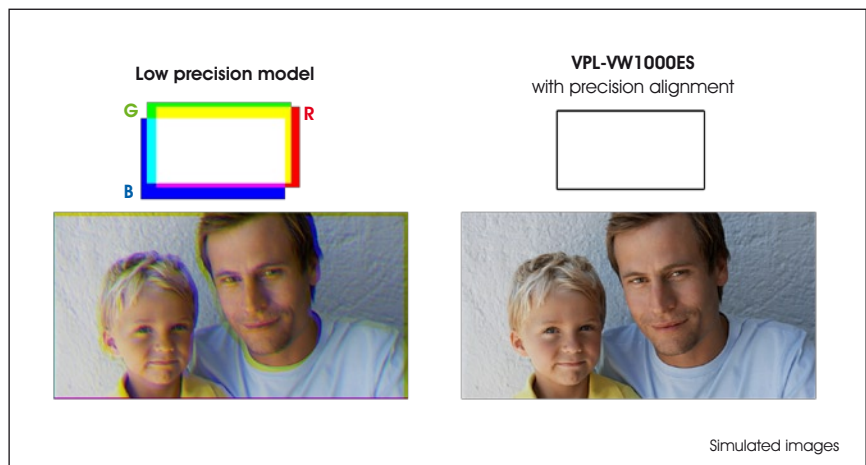 Low precision model
G
R
B
VPL-VW1000ES
with precision alignment
Simulated images